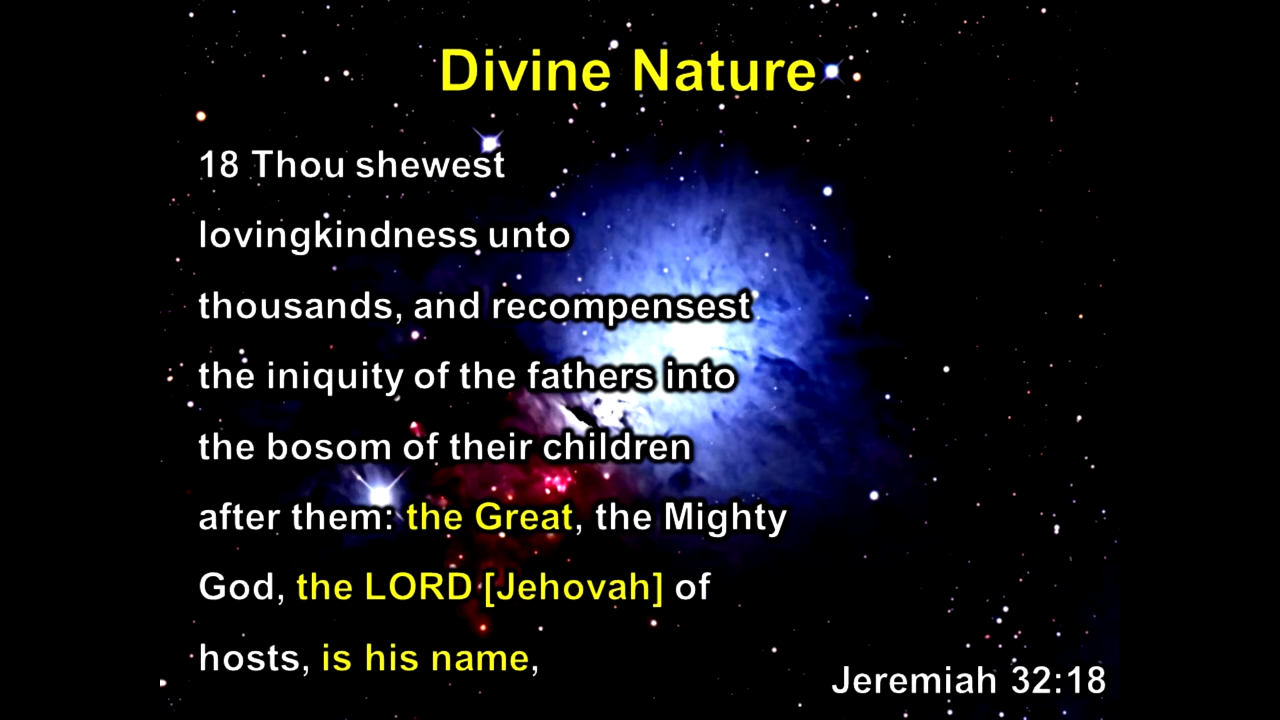 Divine Nature
18 Thou shewest
lovingkindness unto
thousands, and recompensest
the iniquity of the fathers into
the bosom of their children
after them: the Great, the Mighty
God, the LORD [Jehovah] of
hosts, is his name,
Jeremiah 32:18